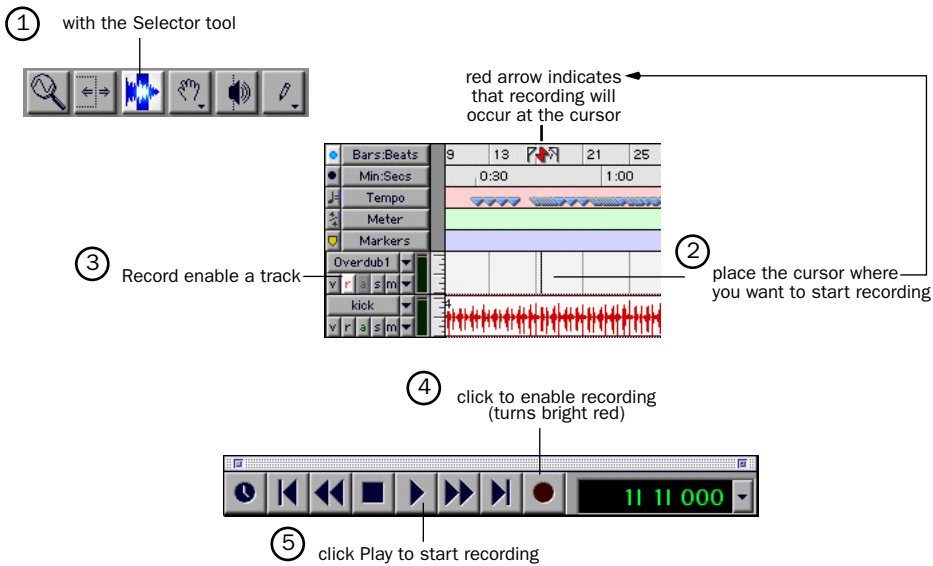 1
with the Selector tool
red arrow indicates
that recording will
occur at the cursor
Bars:Beats
9 13 21 25
Min:Secs
0:30 1:00
Tempo
Meter
Markers
Overdub1
v r a s m
kick
v r a s m
4
2
place the cursor where
you want to start recording
3
Record enable a track
4
click to enable recording
(turns bright red)
1| 1| 000
5
click Play to start recording